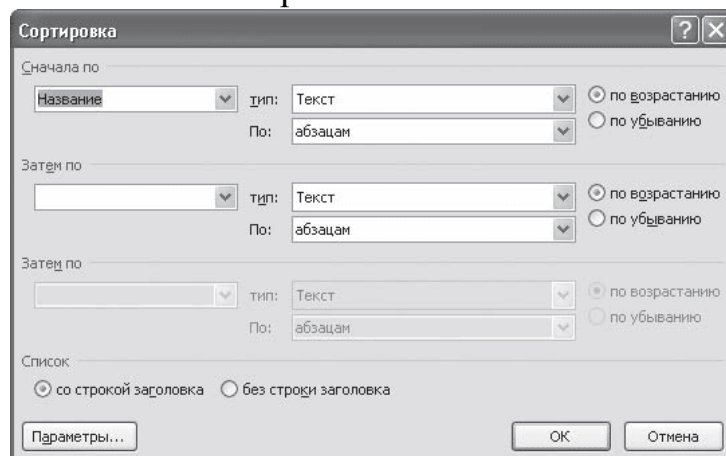 Сортировка
Сначала по
Название тип: Текст по возрастанию
По: абзацам по убыванию
Затем по
тип: Текст по возрастанию
По: абзацам по убыванию
Затем по
тип: Текст по возрастанию
По: абзацам по убыванию
Список
со строкой заголовка без строки заголовка
Параметры... ОК Отмена